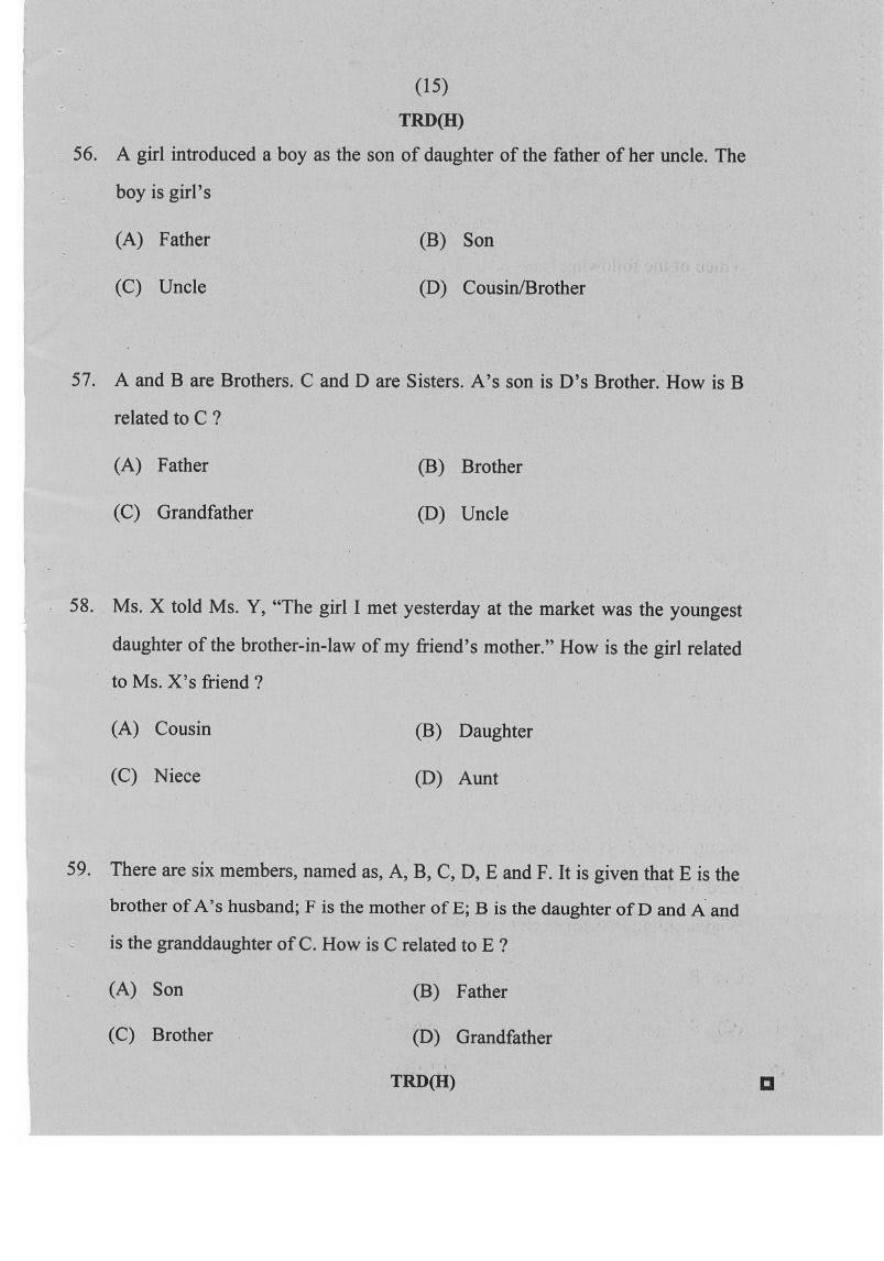 (15)
TRD(H)
56. A girl introduced a boy as the son of daughter of the father of her uncle. The
boy is girl's
(A) Father (B) Son
(C) Uncle (D) Cousin/Brother
57. A and B are Brothers. C and D are Sisters. A's son is D's Brother. How is B
related to C ?
(A) Father (B) Brother
(C) Grandfather (D) Uncle
58. Ms. X told Ms. Y, “The girl I met yesterday at the market was the youngest
daughter of the brother-in-law of my friend's mother.” How is the girl related
to Ms. X's friend ?
(A) Cousin (B) Daughter
(C) Niece (D) Aunt
59. There are six members, named as, A, B, C, D, E and F. It is given that E is the
brother of A's husband; F is the mother of E; B is the daughter of D and A and
is the granddaughter of C. How is C related to E ?
(A) Son (B) Father
(C) Brother (D) Grandfather
TRD(H)